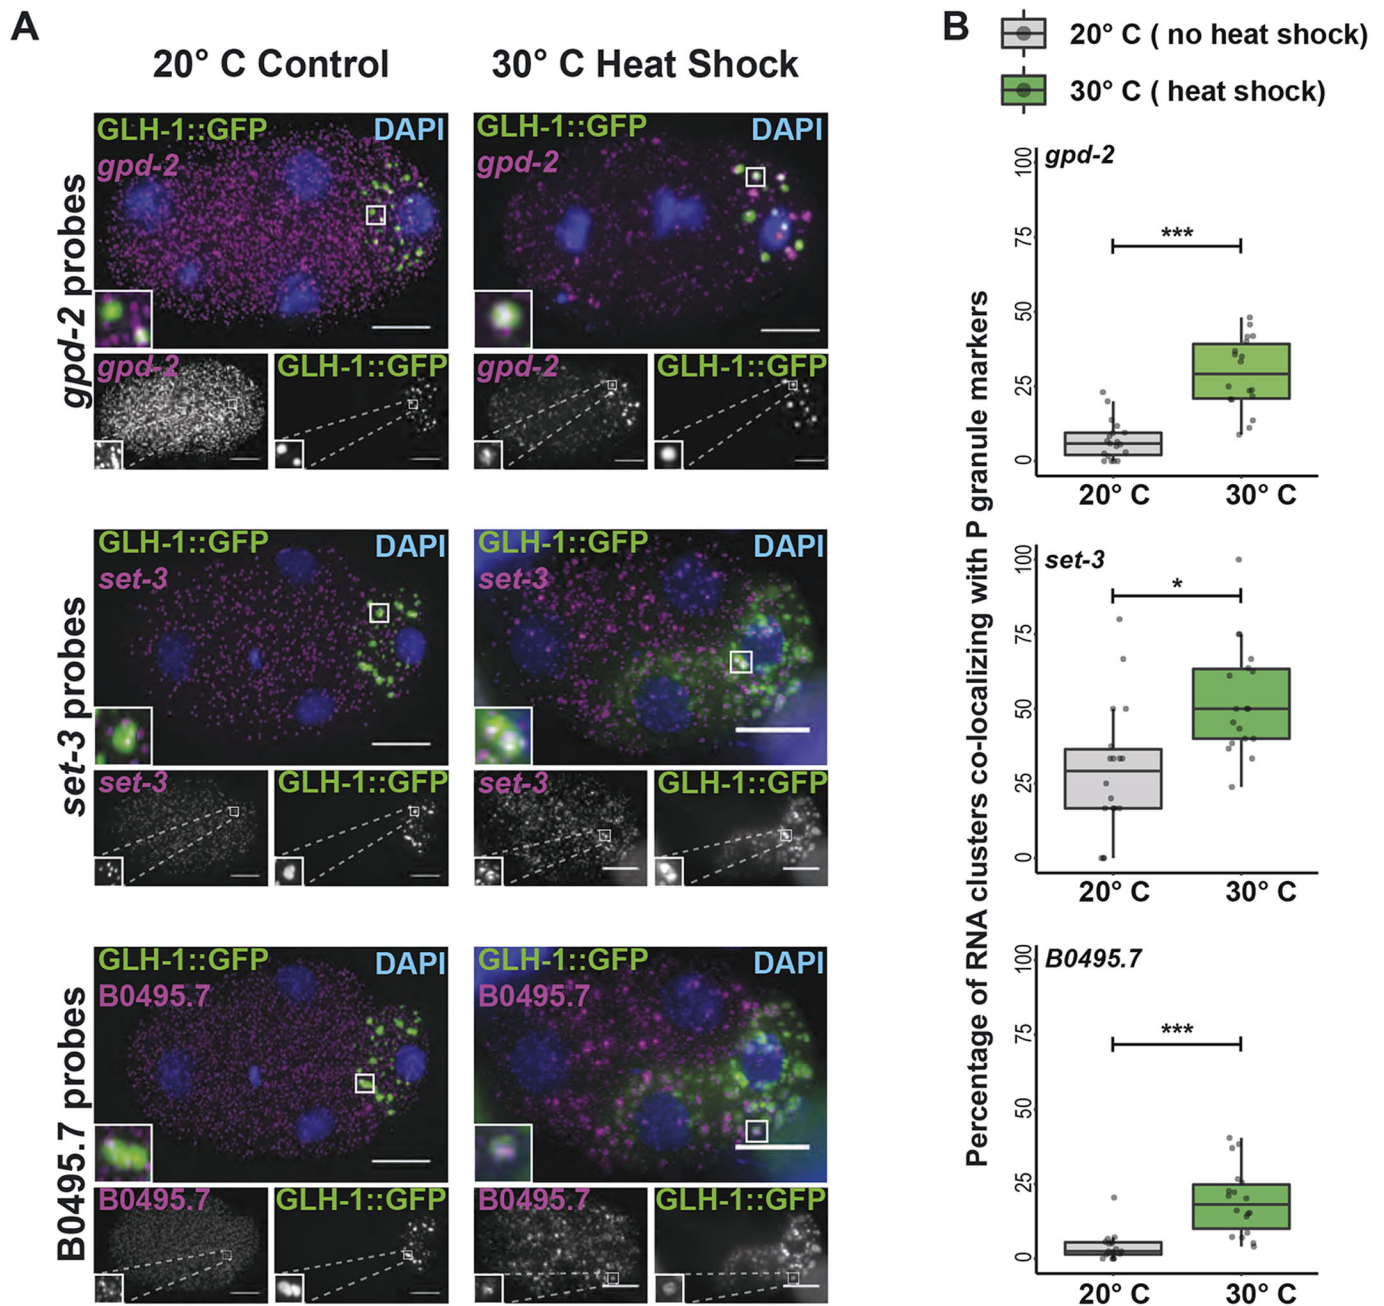 A
20° C Control
30° C Heat Shock
gpd-2 probes
GLH-1::GFP
DAPI
gpd-2
GLH-1::GFP
DAPI
gpd-2
gpd-2
GLH-1::GFP
gpd-2
GLH-1::GFP
set-3 probes
GLH-1::GFP
DAPI
set-3
GLH-1::GFP
DAPI
set-3
set-3
GLH-1::GFP
set-3
GLH-1::GFP
B0495.7 probes
GLH-1::GFP
DAPI
B0495.7
GLH-1::GFP
DAPI
B0495.7
B0495.7
GLH-1::GFP
B0495.7
GLH-1::GFP
B
20° C ( no heat shock)
30° C ( heat shock)
Percentage of RNA clusters co-localizing with P granule markers
gpd-2
100
75
50
25
0
***
20° C
30° C
set-3
100
75
50
25
0
*
20° C
30° C
B0495.7
100
75
50
25
0
***
20° C
30° C